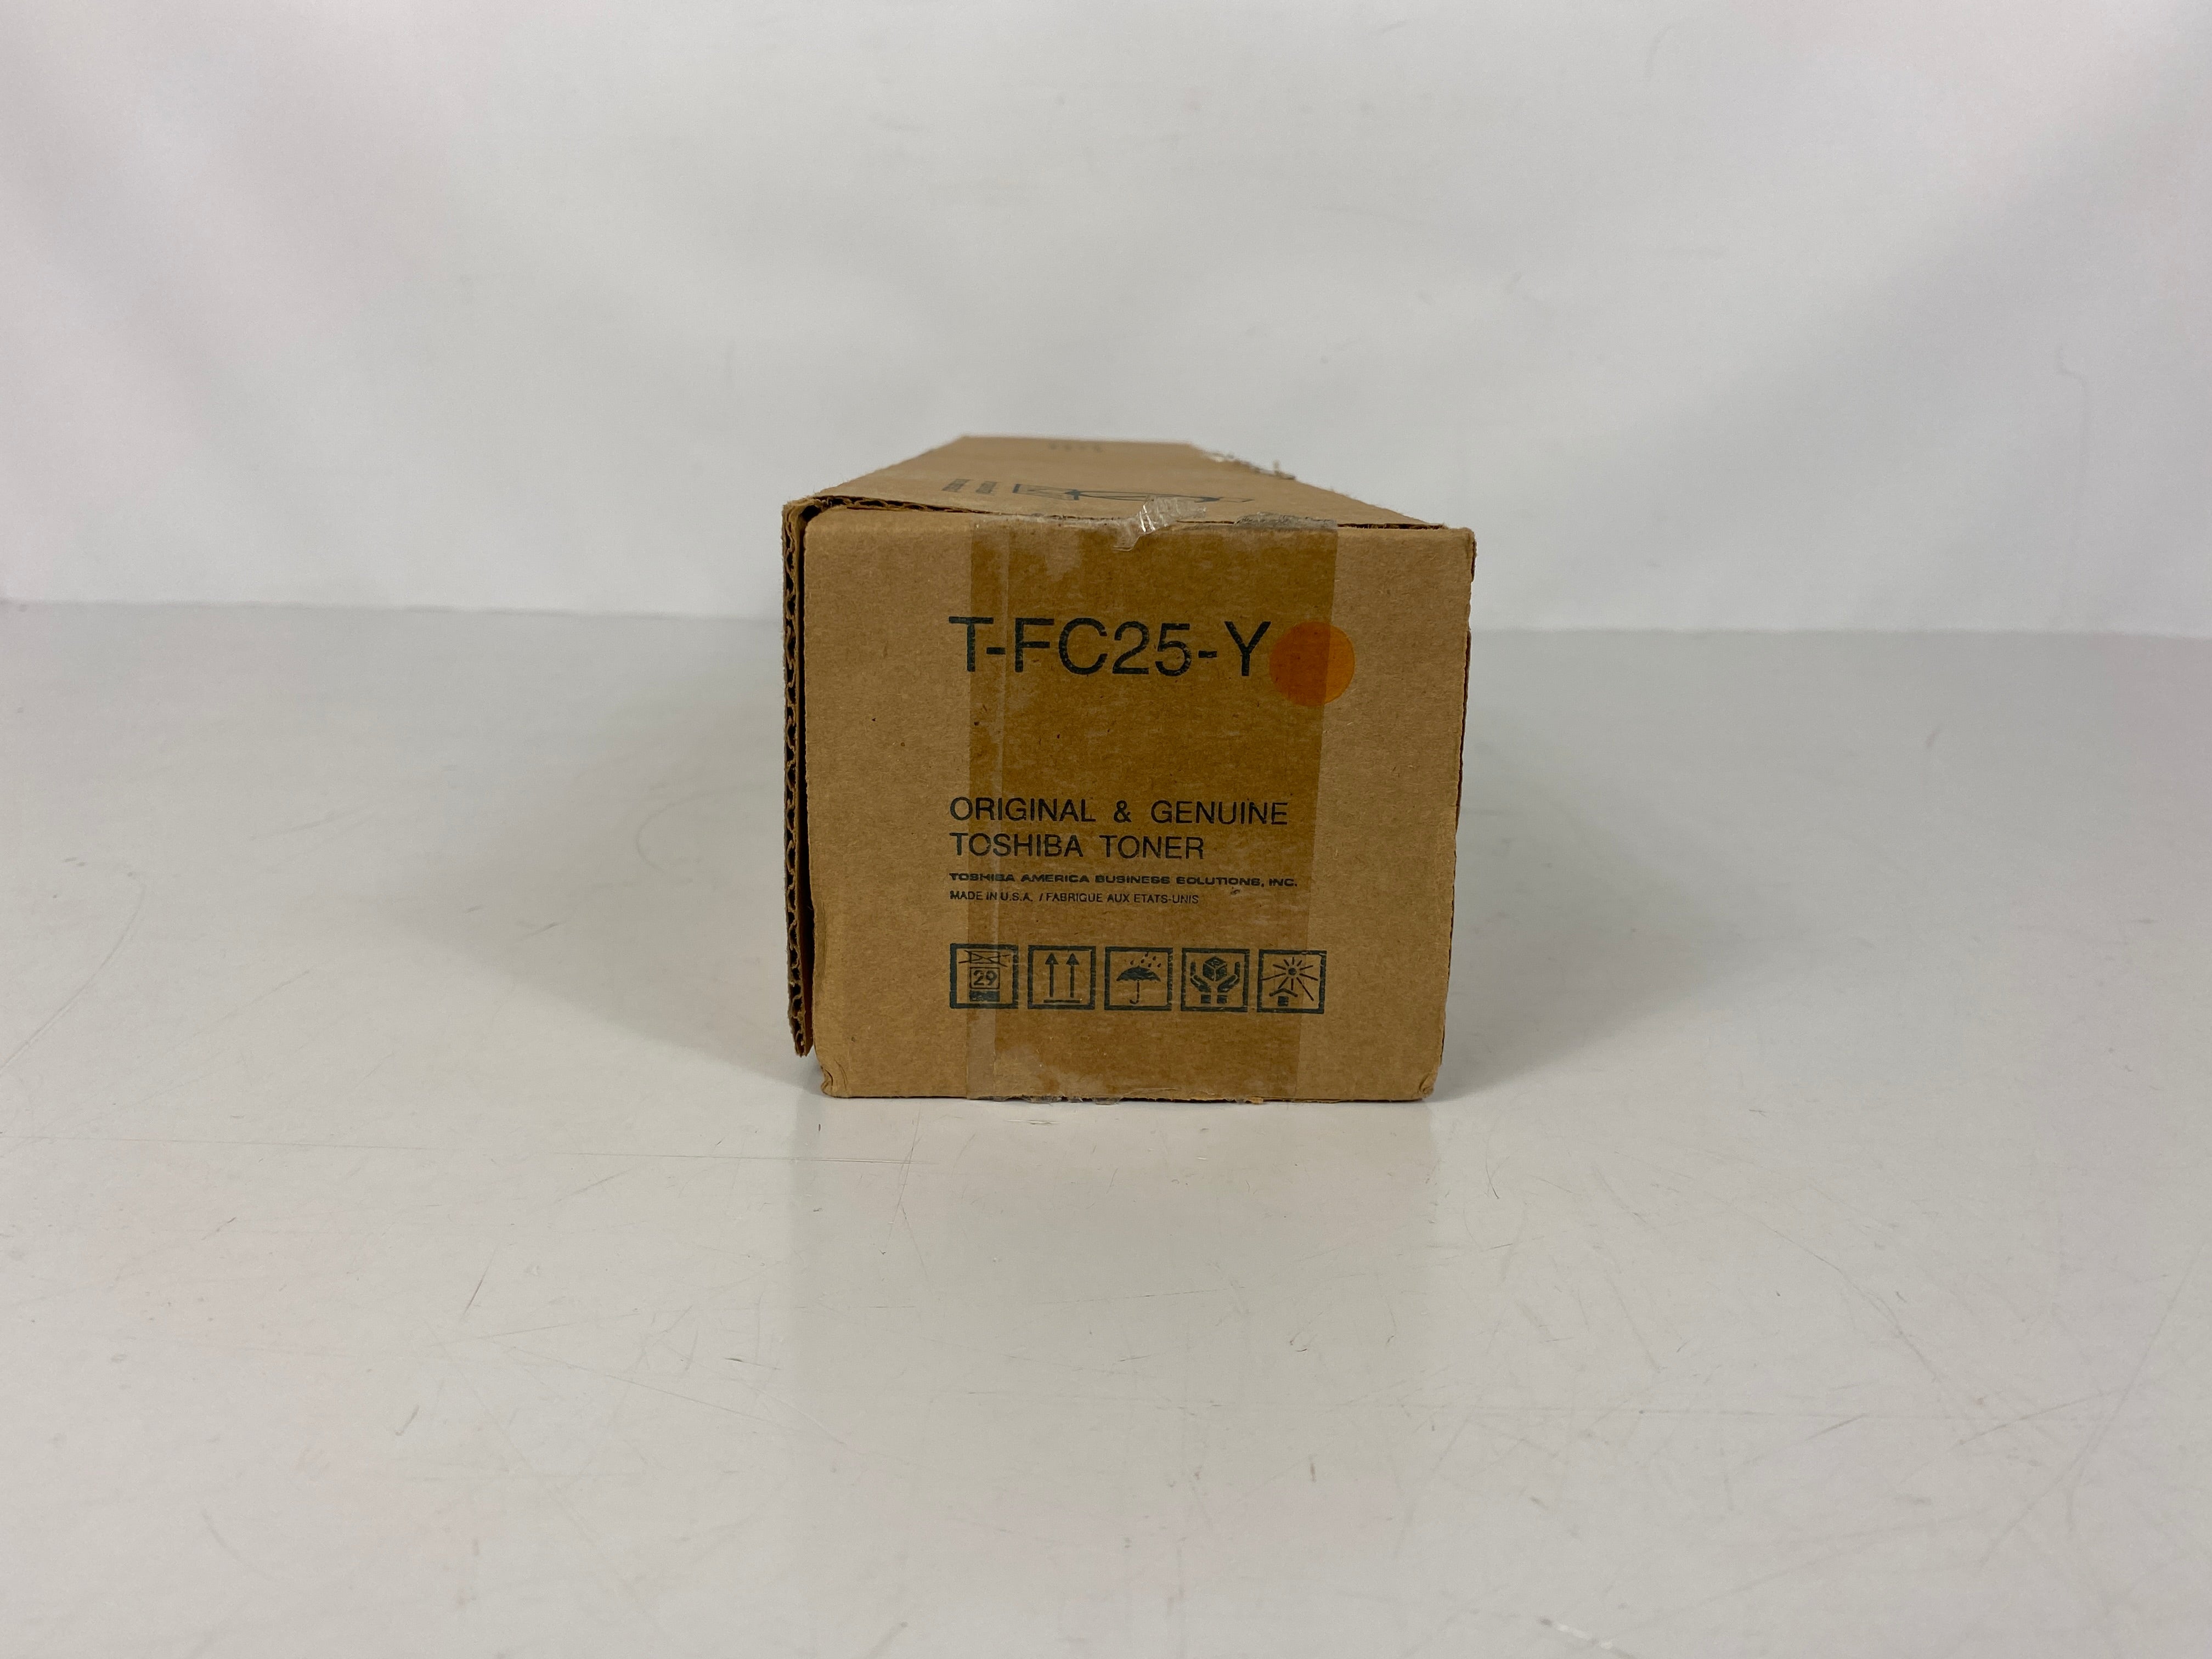 T-FC25-Y
ORIGINAL & GENUINE
TOSHIBA TONER
TOSHIBA AMERICA BUSINESS SOLUTIONS, INC.
MADE IN U.S.A. / FABRIQUE AUX ETATS-UNIS
29